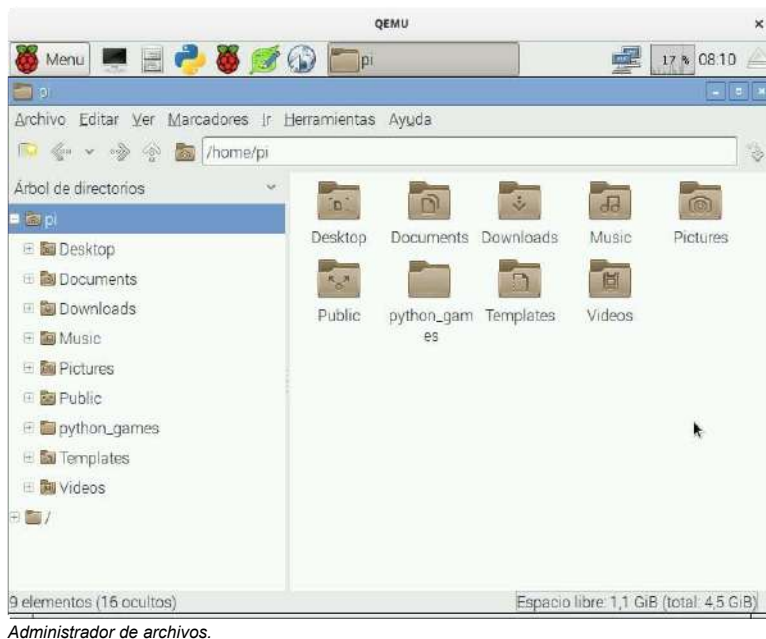 QEMU
Menu pi 17 % 08:10
pi
Archivo Editar Ver Marcadores Ir Herramientas Ayuda
/home/pi
Árbol de directorios
pi
Desktop
Documents
Downloads
Music
Pictures
Public
python_games
Templates
Videos
/
Desktop Documents Downloads Music Pictures
Public python_gam Templates Videos
es
9 elementos (16 ocultos) Espacio libre: 1,1 GiB (total: 4,5 GiB)
Administrador de archivos.